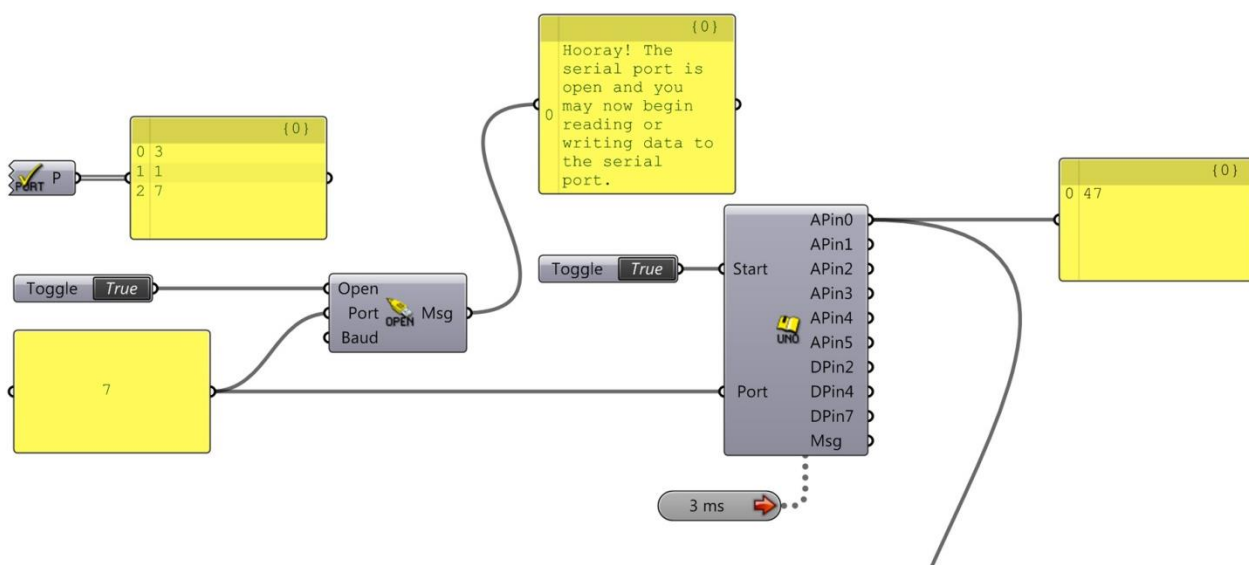 {0}
Hooray! The
serial port is
open and you
0 may now begin
reading or
writing data to
the serial
port.
PORT P
{0}
0 3
1 1
2 7
Toggle True
Open
Port
Baud
OPEN
Msg
7
Toggle True
Start
Port
UNO
APin0
APin1
APin2
APin3
APin4
APin5
DPin2
DPin4
DPin7
Msg
3 ms
{0}
0 47